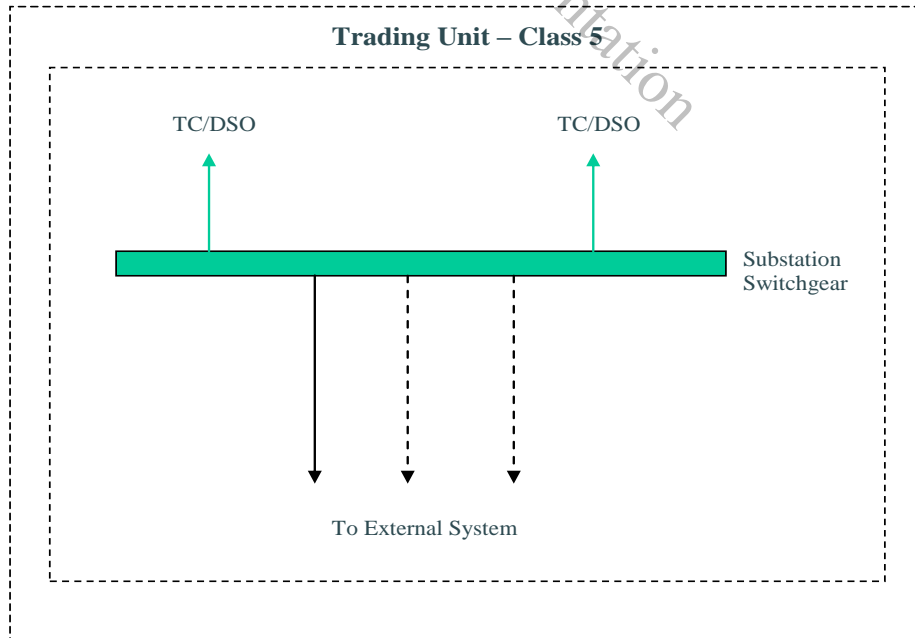 Trading Unit – Class 5
TC/DSO
TC/DSO
Substation
Switchgear
To External System